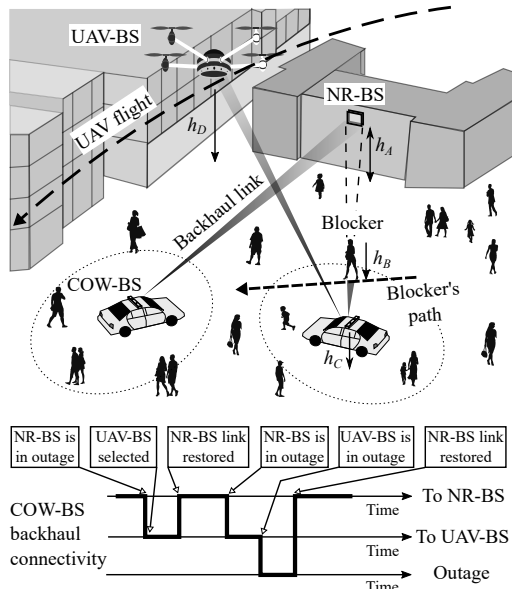 UAV-BS
NR-BS
UAV flight
h_D
h_A
Backhaul link
Blocker
h_B
COW-BS
Blocker's
path
h_C
NR-BS is
in outage
UAV-BS
selected
NR-BS link
restored
NR-BS is
in outage
UAV-BS is
in outage
NR-BS link
restored
COW-BS
backhaul
connectivity
Time
To NR-BS
Time
To UAV-BS
Time
Outage